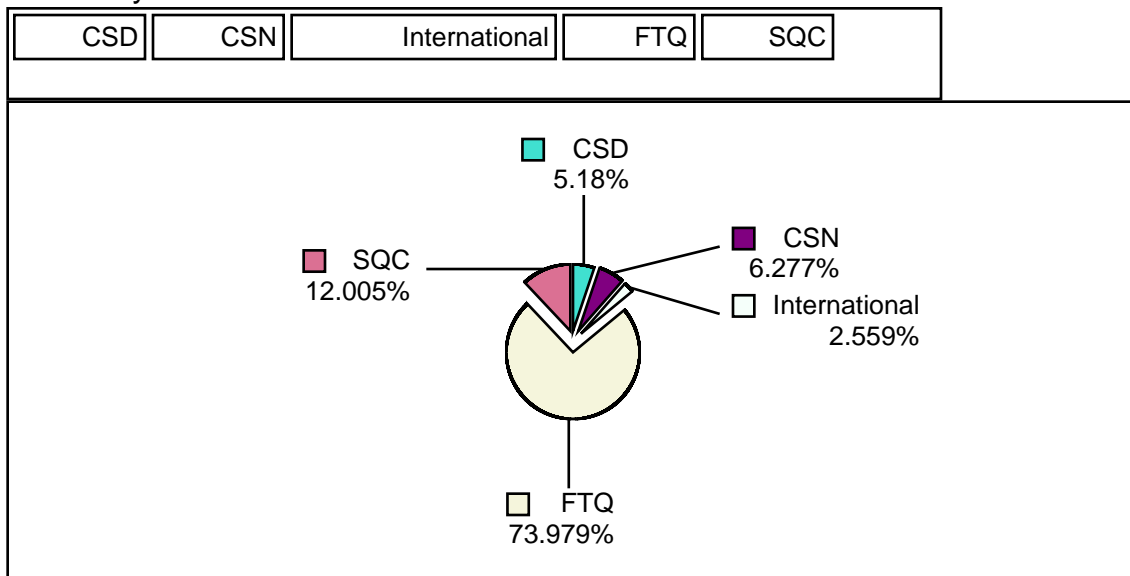 CSD CSN International FTQ SQC
CSD
5.18%
CSN
6.277%
SQC
12.005%
International
2.559%
FTQ
73.979%